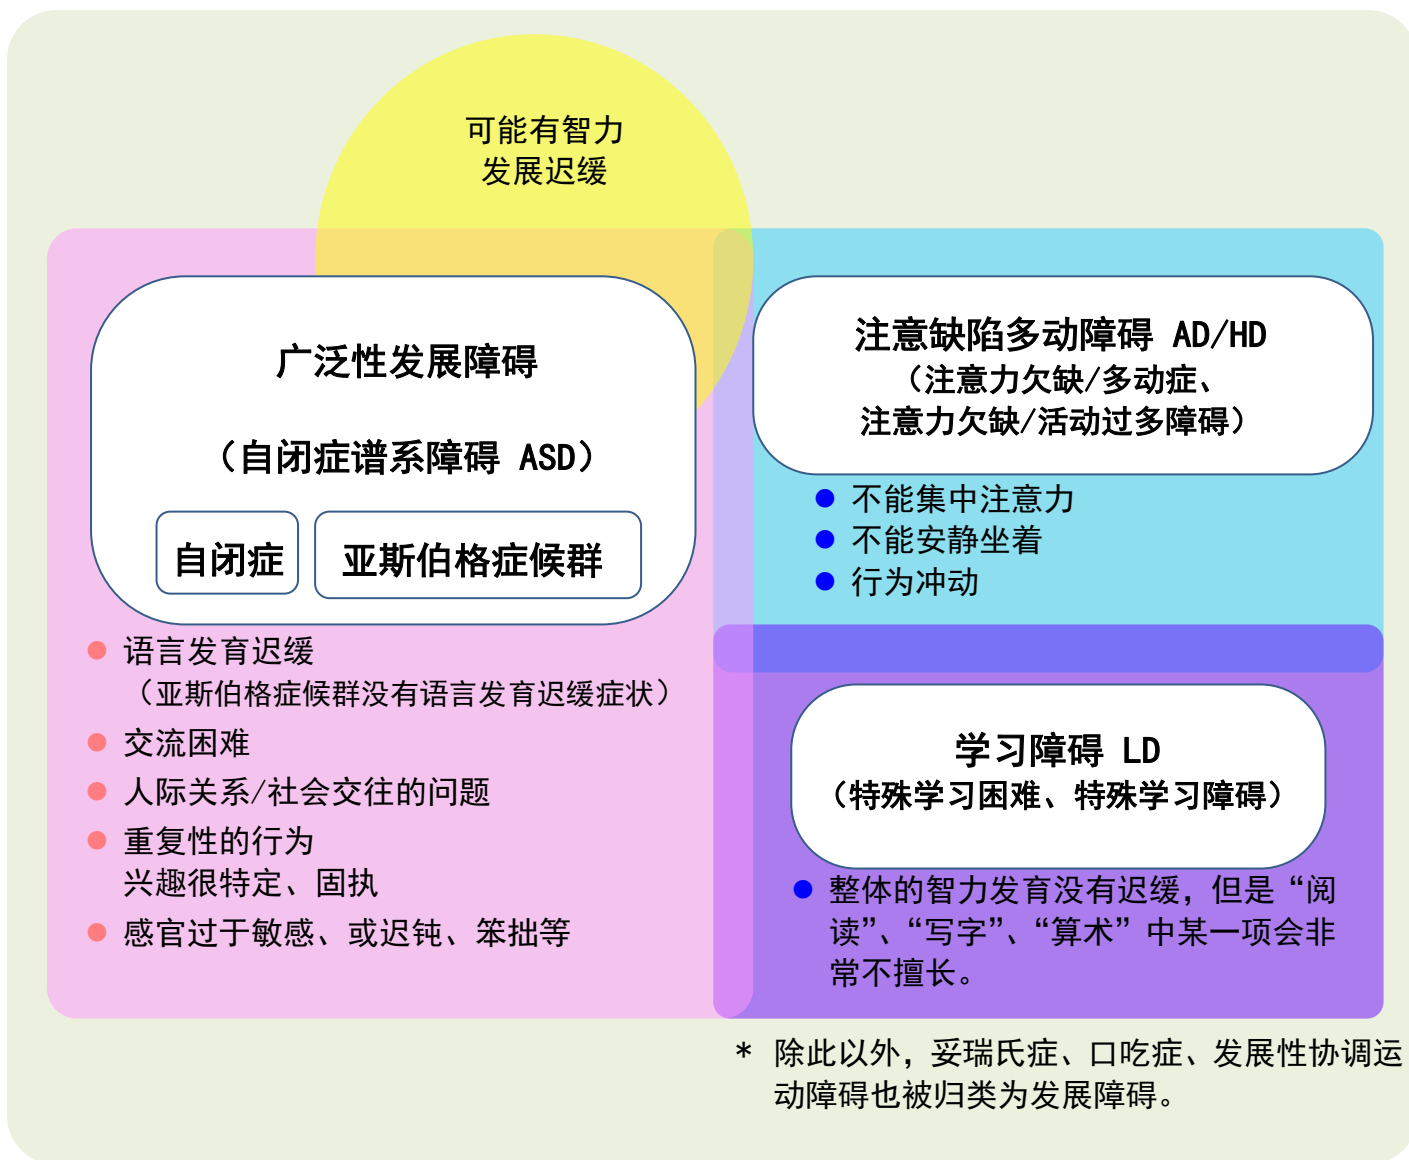 可能有智力
发展迟缓
广泛性发展障碍
（自闭症谱系障碍 ASD）
自闭症
亚斯伯格症候群
语言发育迟缓
（亚斯伯格症候群没有语言发育迟缓症状）
交流困难
人际关系/社会交往的问题
重复性的行为
兴趣很特定、固执
感官过于敏感、或迟钝、笨拙等
注意缺陷多动障碍 AD/HD
（注意力欠缺/多动症、
注意力欠缺/活动过多障碍）
不能集中注意力
不能安静坐着
行为冲动
学习障碍 LD
（特殊学习困难、特殊学习障碍）
整体的智力发育没有迟缓，但是“阅
读”、“写字”、“算术”中某一项会非
常不擅长。
* 除此以外，妥瑞氏症、口吃症、发展性协调运
动障碍也被归类为发展障碍。